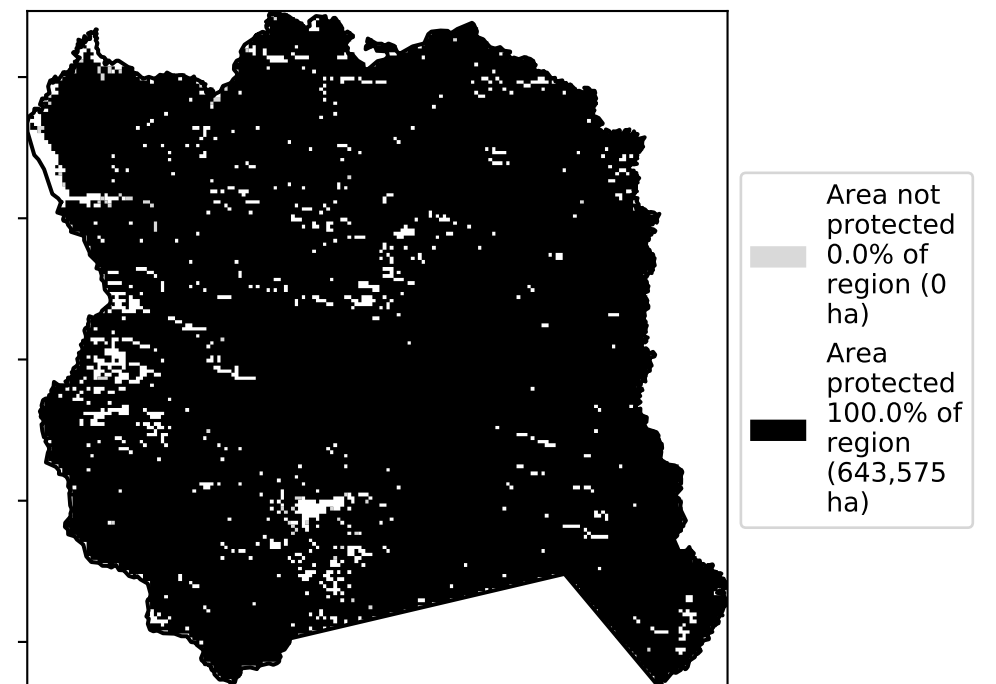 Area not
protected
0.0% of
region (0
ha)
Area
protected
100.0% of
region
(643,575
ha)